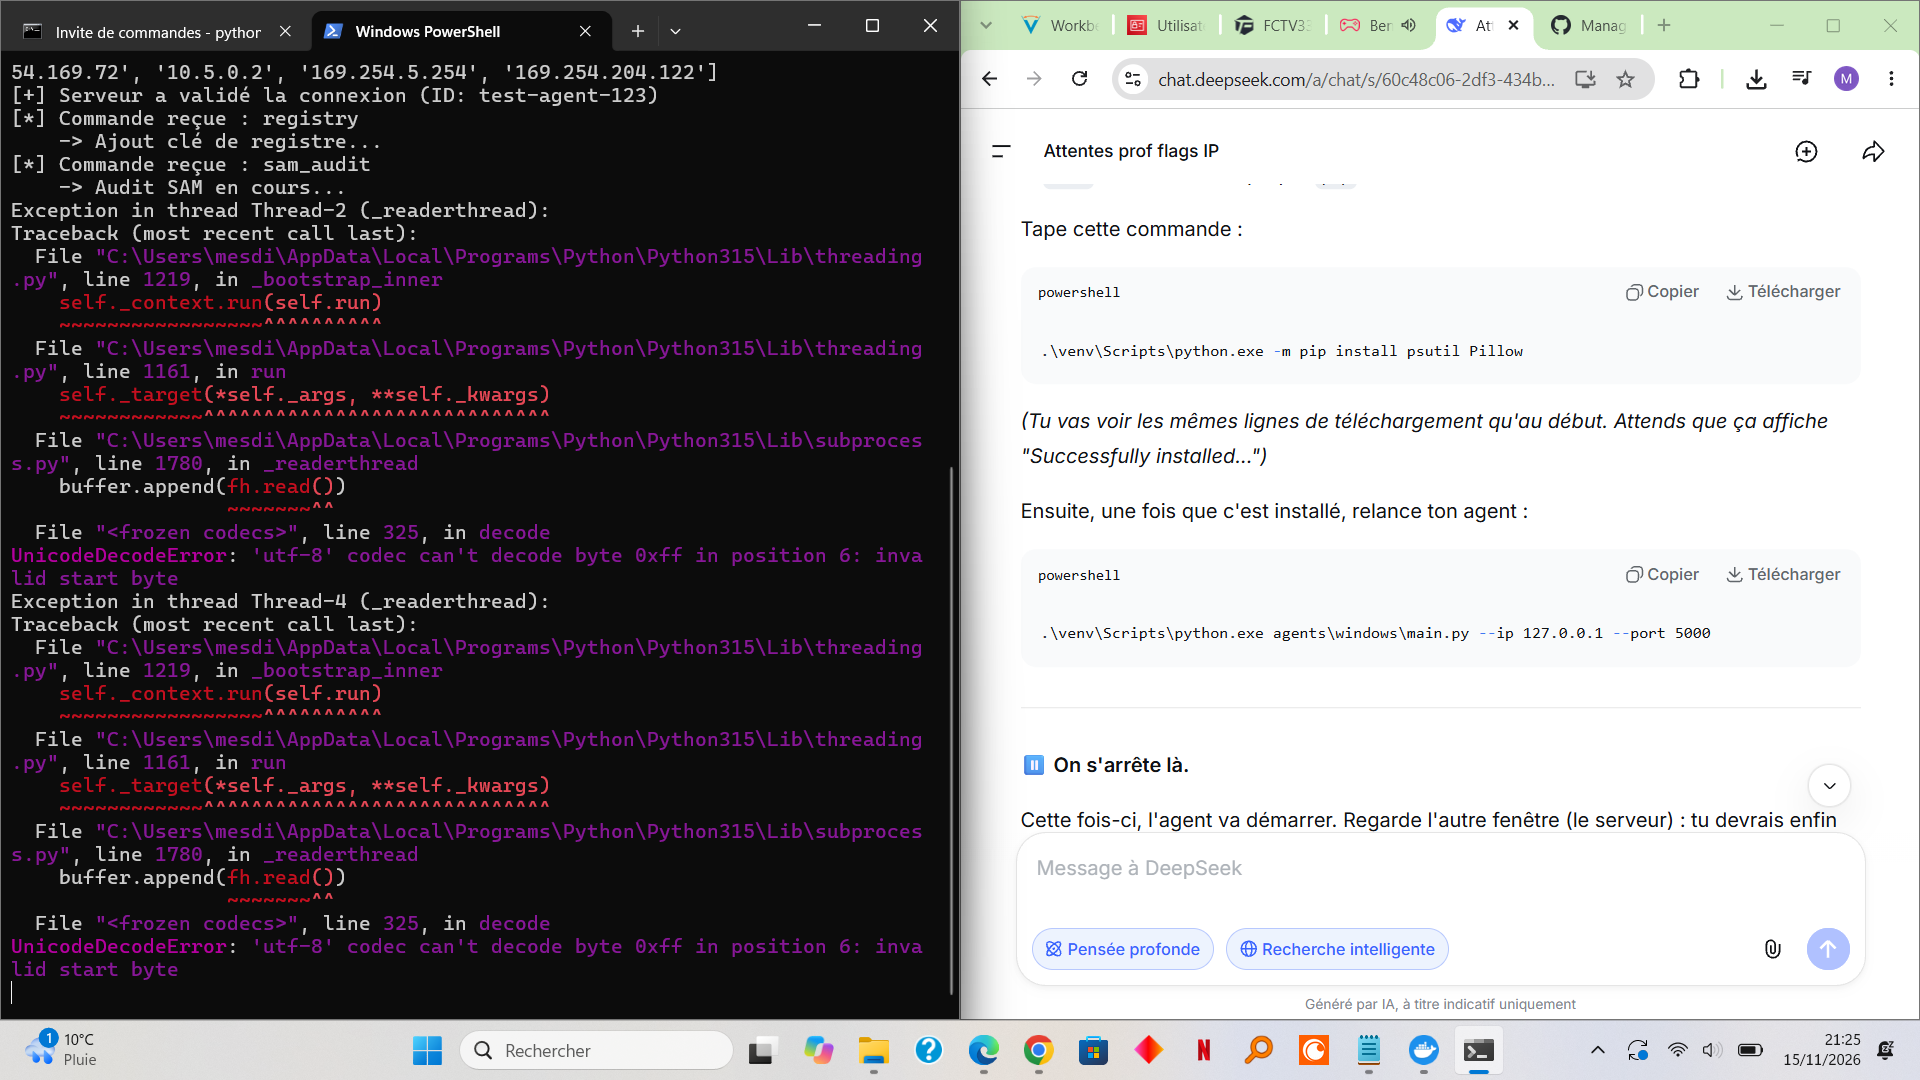 Invite de commandes - python
Windows PowerShell
54.169.72', '10.5.0.2', '169.254.5.254', '169.254.204.122']
[+] Serveur a validé la connexion (ID: test-agent-123)
[*] Commande reçue : registry
    -> Ajout clé de registre...
[*] Commande reçue : sam_audit
    -> Audit SAM en cours...
Exception in thread Thread-2 (_readerthread):
Traceback (most recent call last):
  File "C:\Users\mesdi\AppData\Local\Programs\Python\Python315\Lib\threading
.py", line 1219, in _bootstrap_inner
    self._context.run(self.run)
    ~~~~~~~~~~~~~~~~~^^^^^^^^^^
  File "C:\Users\mesdi\AppData\Local\Programs\Python\Python315\Lib\threading
.py", line 1161, in run
    self._target(*self._args, **self._kwargs)
    ~~~~~~~~~~~~^^^^^^^^^^^^^^^^^^^^^^^^^^^^^
  File "C:\Users\mesdi\AppData\Local\Programs\Python\Python315\Lib\subproces
s.py", line 1780, in _readerthread
    buffer.append(fh.read())
                  ~~~~~~~^^
  File "<frozen codecs>", line 325, in decode
UnicodeDecodeError: 'utf-8' codec can't decode byte 0xff in position 6: inva
lid start byte
Exception in thread Thread-4 (_readerthread):
Traceback (most recent call last):
  File "C:\Users\mesdi\AppData\Local\Programs\Python\Python315\Lib\threading
.py", line 1219, in _bootstrap_inner
    self._context.run(self.run)
    ~~~~~~~~~~~~~~~~~^^^^^^^^^^
  File "C:\Users\mesdi\AppData\Local\Programs\Python\Python315\Lib\threading
.py", line 1161, in run
    self._target(*self._args, **self._kwargs)
    ~~~~~~~~~~~~^^^^^^^^^^^^^^^^^^^^^^^^^^^^^
  File "C:\Users\mesdi\AppData\Local\Programs\Python\Python315\Lib\subproces
s.py", line 1780, in _readerthread
    buffer.append(fh.read())
                  ~~~~~~~^^
  File "<frozen codecs>", line 325, in decode
UnicodeDecodeError: 'utf-8' codec can't decode byte 0xff in position 6: inva
lid start byte
Workb Utilisat FCTV33 Ben At Manag
chat.deepseek.com/a/chat/s/60c48c06-2df3-434b...
M
Attentes prof flags IP
Tape cette commande :
powershell Copier Télécharger
.\venv\Scripts\python.exe -m pip install psutil Pillow
(Tu vas voir les mêmes lignes de téléchargement qu'au début. Attends que ça affiche
"Successfully installed...")
Ensuite, une fois que c'est installé, relance ton agent :
powershell Copier Télécharger
.\venv\Scripts\python.exe agents\windows\main.py --ip 127.0.0.1 --port 5000
On s'arrête là.
Cette fois-ci, l'agent va démarrer. Regarde l'autre fenêtre (le serveur) : tu devrais enfin
Message à DeepSeek
Pensée profonde Recherche intelligente
Généré par IA, à titre indicatif uniquement
1
10°C
Pluie
Rechercher
N
21:25
15/11/2026